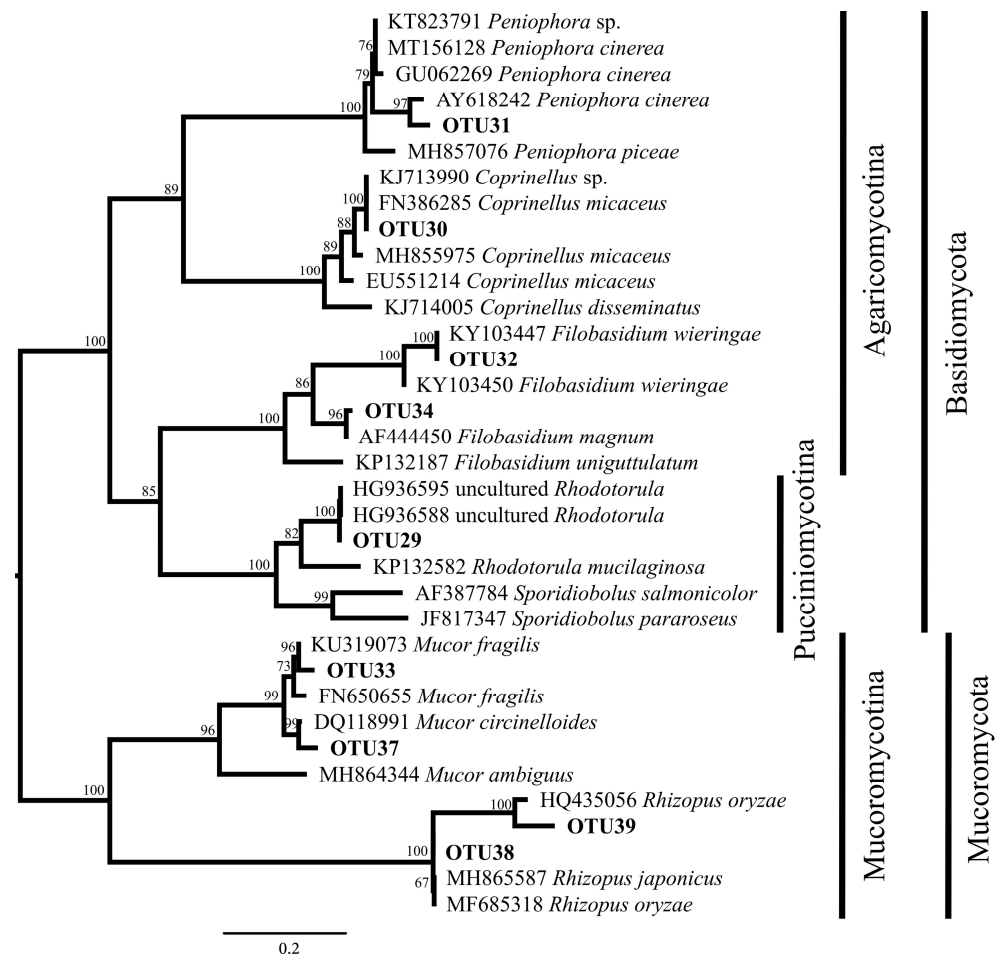 KT823791 Peniophora sp.
76
MT156128 Peniophora cinerea
79
GU062269 Peniophora cinerea
100
97
AY618242 Peniophora cinerea
OTU31
MH857076 Peniophora piceae
89
KJ713990 Coprinellus sp.
100
FN386285 Coprinellus micaceus
88
OTU30
89
MH855975 Coprinellus micaceus
100
EU551214 Coprinellus micaceus
KJ714005 Coprinellus disseminatus
100
100
KY103447 Filobasidium wieringae
100
OTU32
86
KY103450 Filobasidium wieringae
100
96
OTU34
AF444450 Filobasidium magnum
KP132187 Filobasidium uniguttulatum
85
HG936595 uncultured Rhodotorula
100
HG936588 uncultured Rhodotorula
82
OTU29
100
KP132582 Rhodotorula mucilaginosa
99
AF387784 Sporidiobolus salmonicolor
JF817347 Sporidiobolus pararoseus
96
KU319073 Mucor fragilis
73
OTU33
99
FN650655 Mucor fragilis
99
DQ118991 Mucor circinelloides
96
OTU37
MH864344 Mucor ambiguus
100
100
HQ435056 Rhizopus oryzae
OTU39
100
OTU38
67
MH865587 Rhizopus japonicus
MF685318 Rhizopus oryzae
0.2
Agaricomycotina
Pucciniomycotina
Mucoromycotina
Basidiomycota
Mucoromycota